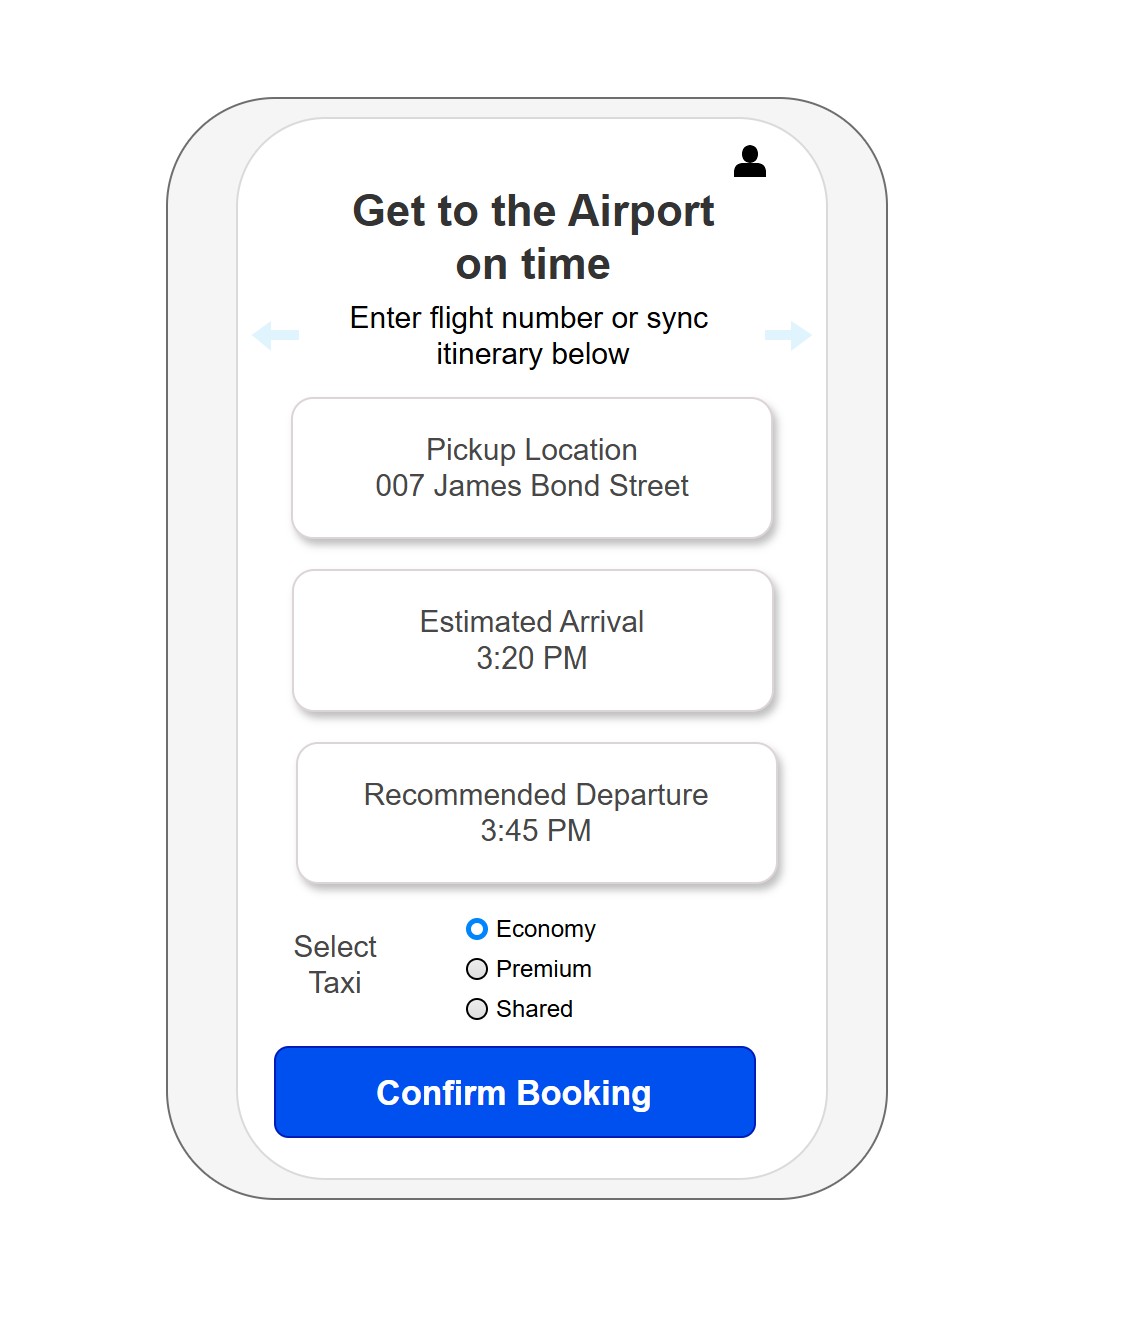 Get to the Airport
on time
Enter flight number or sync
itinerary below
Pickup Location
007 James Bond Street
Estimated Arrival
3:20 PM
Recommended Departure
3:45 PM
Select
Taxi
Economy
Premium
Shared
Confirm Booking